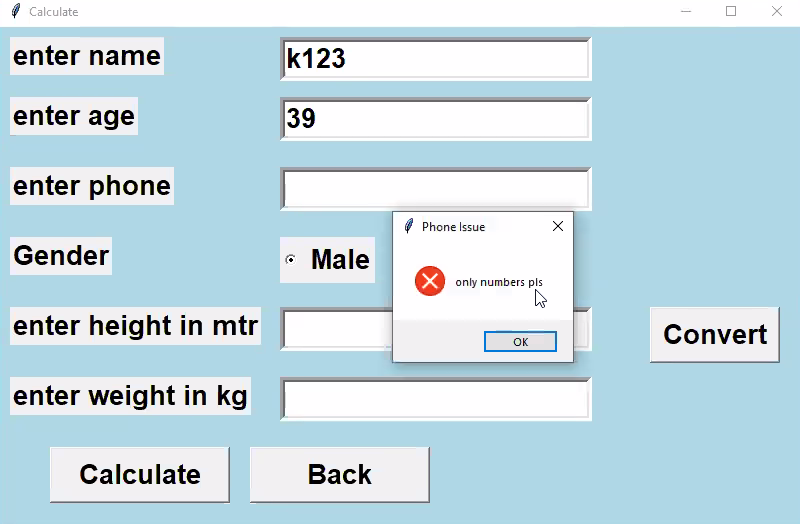 Calculate
enter name
k123
enter age
39
enter phone
Phone Issue
only numbers pls
OK
Gender
Male
enter height in mtr
Convert
enter weight in kg
Calculate
Back